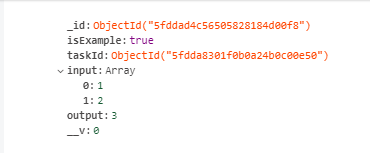 _id: ObjectId("5fddad4c56505828184d00f8")
isExample: true
taskId: ObjectId("5fdda8301f0b0a24b0c00e50")
input: Array
0: 1
1: 2
output: 3
__v: 0